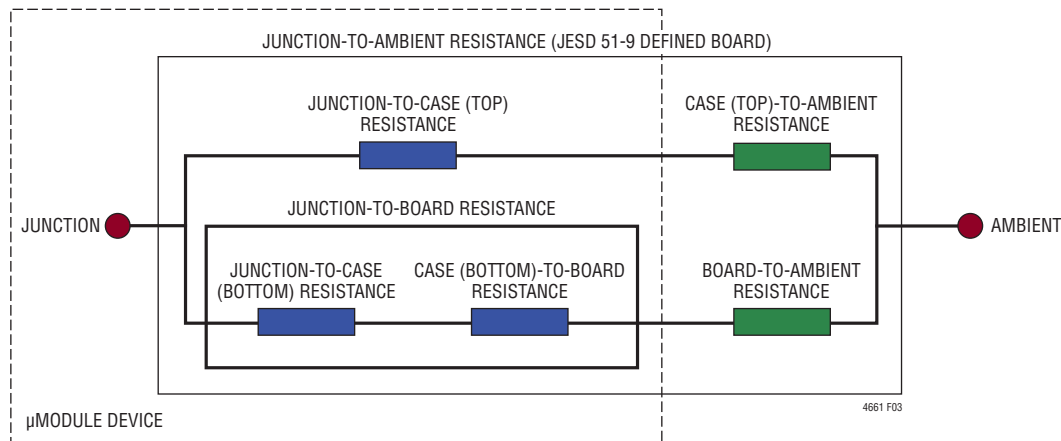 JUNCTION-TO-AMBIENT RESISTANCE (JESD 51-9 DEFINED BOARD)
JUNCTION-TO-CASE (TOP)
RESISTANCE
CASE (TOP)-TO-AMBIENT
RESISTANCE
JUNCTION
JUNCTION-TO-BOARD RESISTANCE
AMBIENT
JUNCTION-TO-CASE
(BOTTOM) RESISTANCE
CASE (BOTTOM)-TO-BOARD
RESISTANCE
BOARD-TO-AMBIENT
RESISTANCE
4661 F03
µMODULE DEVICE